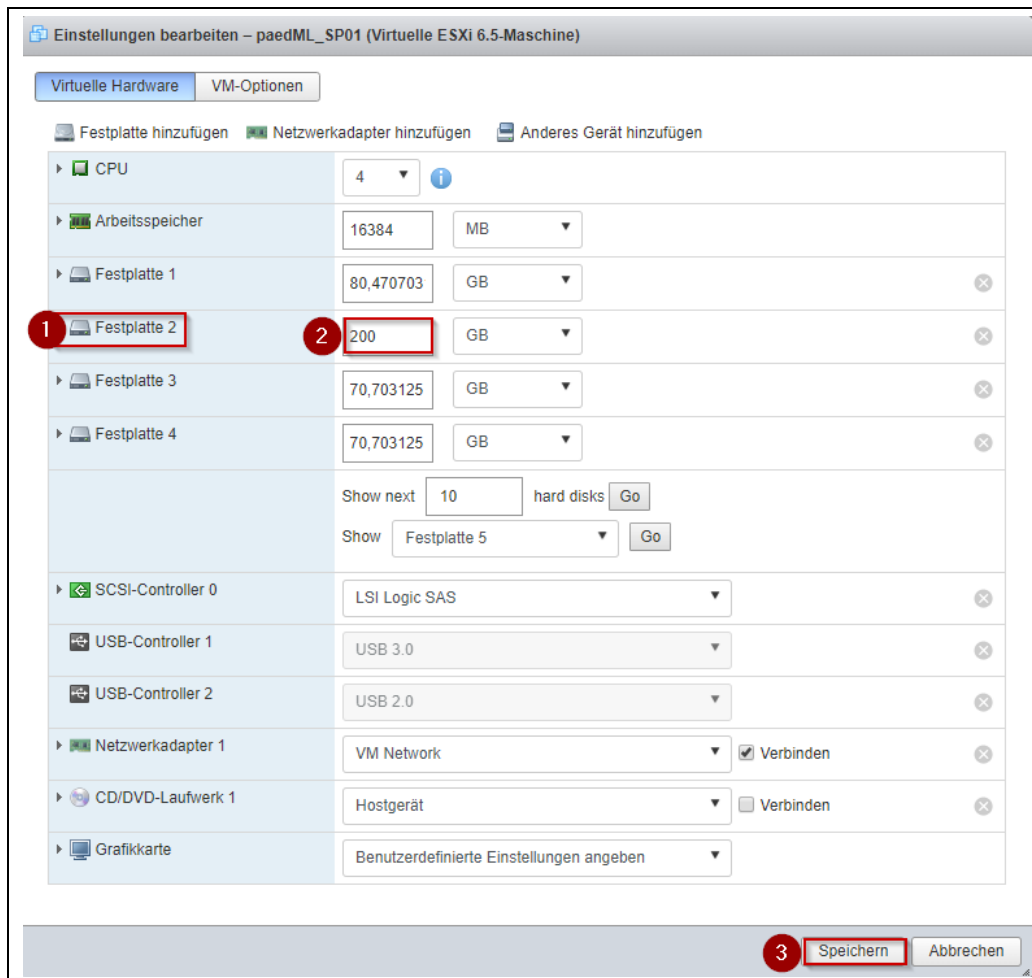 Einstellungen bearbeiten – paedML_SP01 (Virtuelle ESXi 6.5-Maschine)
Virtuelle Hardware VM-Optionen
Festplatte hinzufügen Netzwerkadapter hinzufügen Anderes Gerät hinzufügen
CPU 4
Arbeitsspeicher 16384 MB
Festplatte 1 80,470703 GB
1 Festplatte 2 2 200 GB
Festplatte 3 70,703125 GB
Festplatte 4 70,703125 GB
Show next 10 hard disks Go
Show Festplatte 5 Go
SCSI-Controller 0 LSI Logic SAS
USB-Controller 1 USB 3.0
USB-Controller 2 USB 2.0
Netzwerkadapter 1 VM Network Verbinden
CD/DVD-Laufwerk 1 Hostgerät Verbinden
Grafikkarte Benutzerdefinierte Einstellungen angeben
3 Speichern Abbrechen